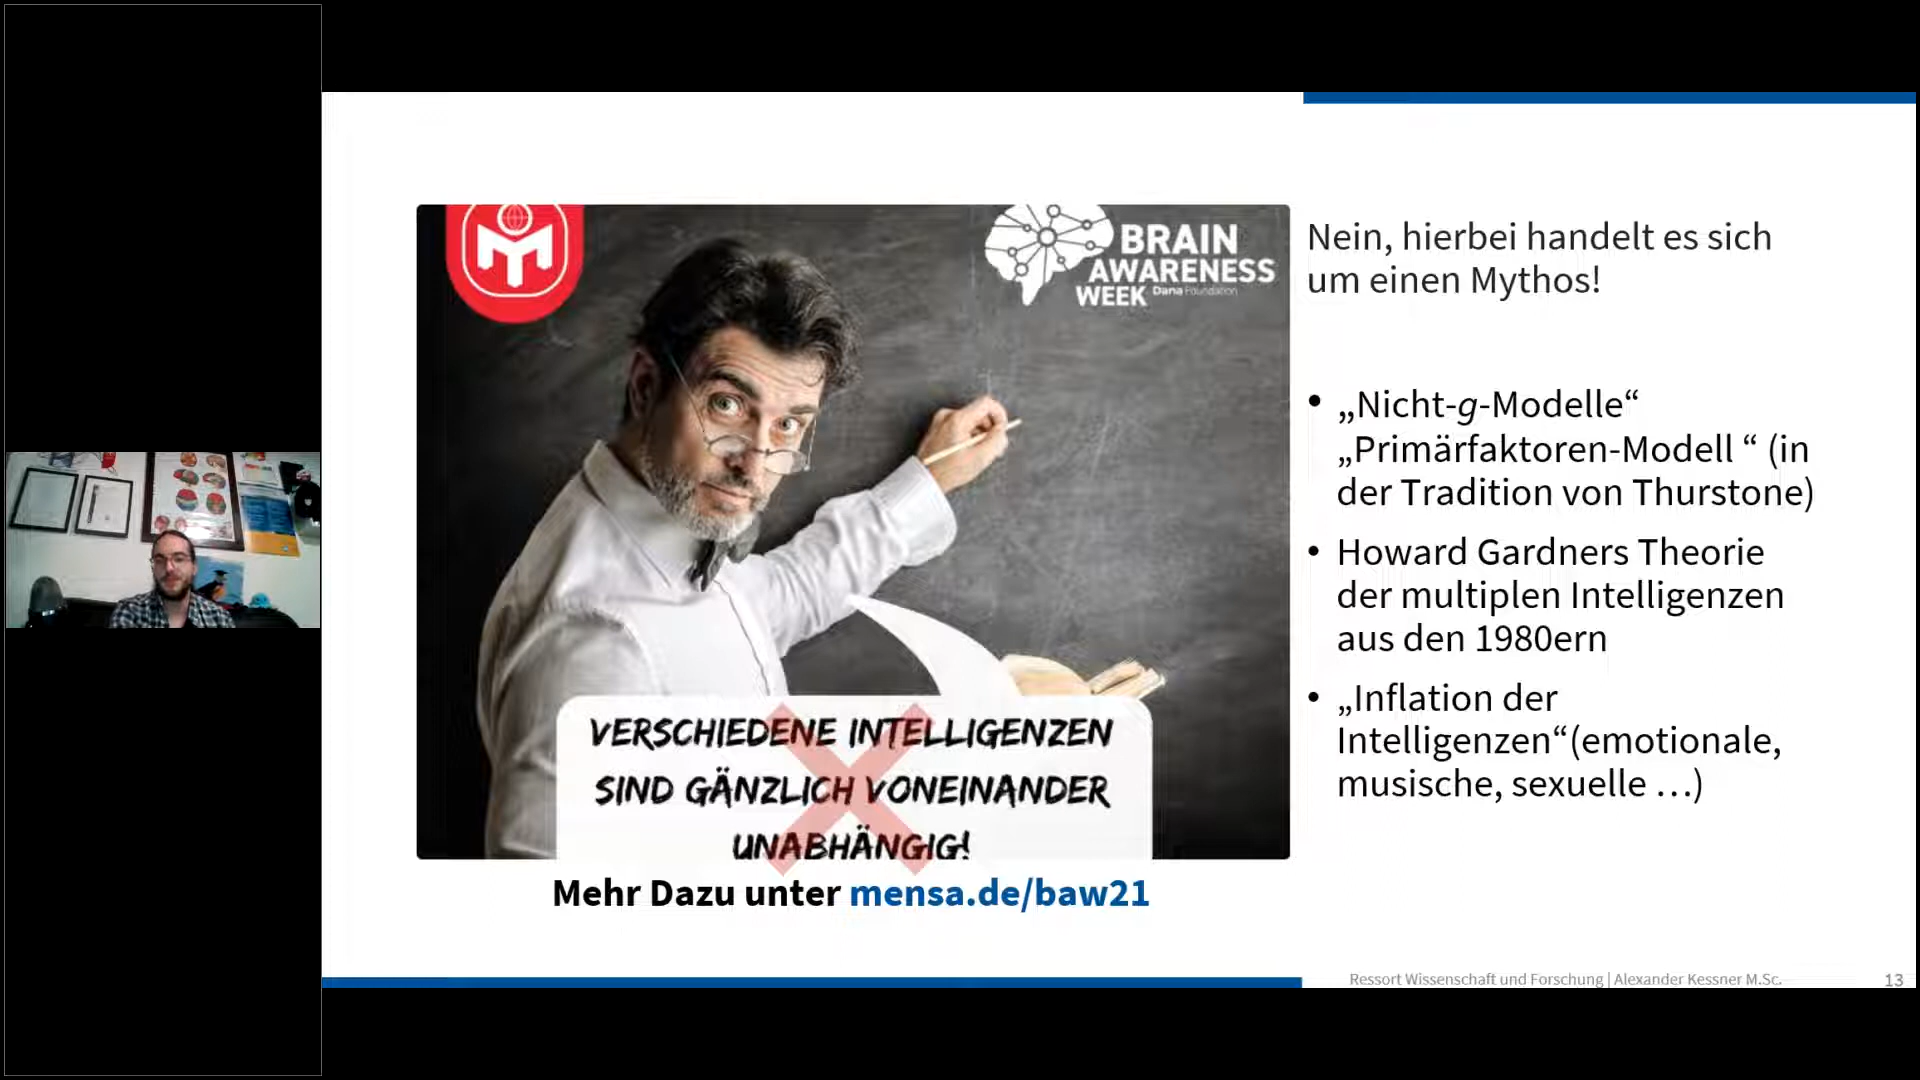 BRAIN
AWARENESS
WEEK Dana Foundation
VERSCHIEDENE INTELLIGENZEN
SIND GÄNZLICH VONEINANDER
UNABHÄNGIG!
Mehr Dazu unter mensa.de/baw21
Nein, hierbei handelt es sich
um einen Mythos!
• „Nicht-g-Modelle“
„Primärfaktoren-Modell “ (in
der Tradition von Thurstone)
• Howard Gardners Theorie
der multiplen Intelligenzen
aus den 1980ern
• „Inflation der
Intelligenzen“(emotionale,
musische, sexuelle …)
Ressort Wissenschaft und Forschung | Alexander Kessner M.Sc. 13